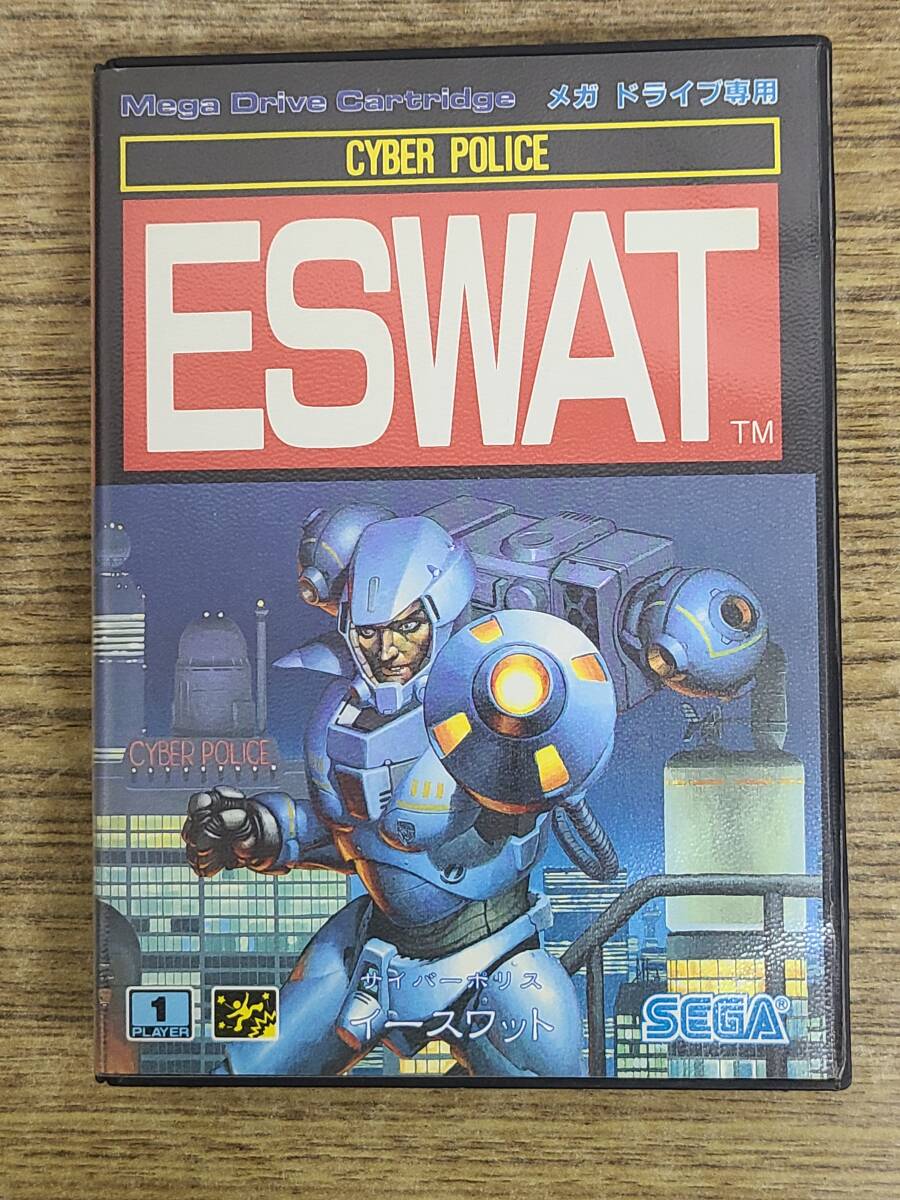 Mega Drive Cartridge メガ ドライブ専用
CYBER POLICE
ESWAT TM
CYBER POLICE
サイバーポリス
イースワット
1
PLAYER
SEGA®